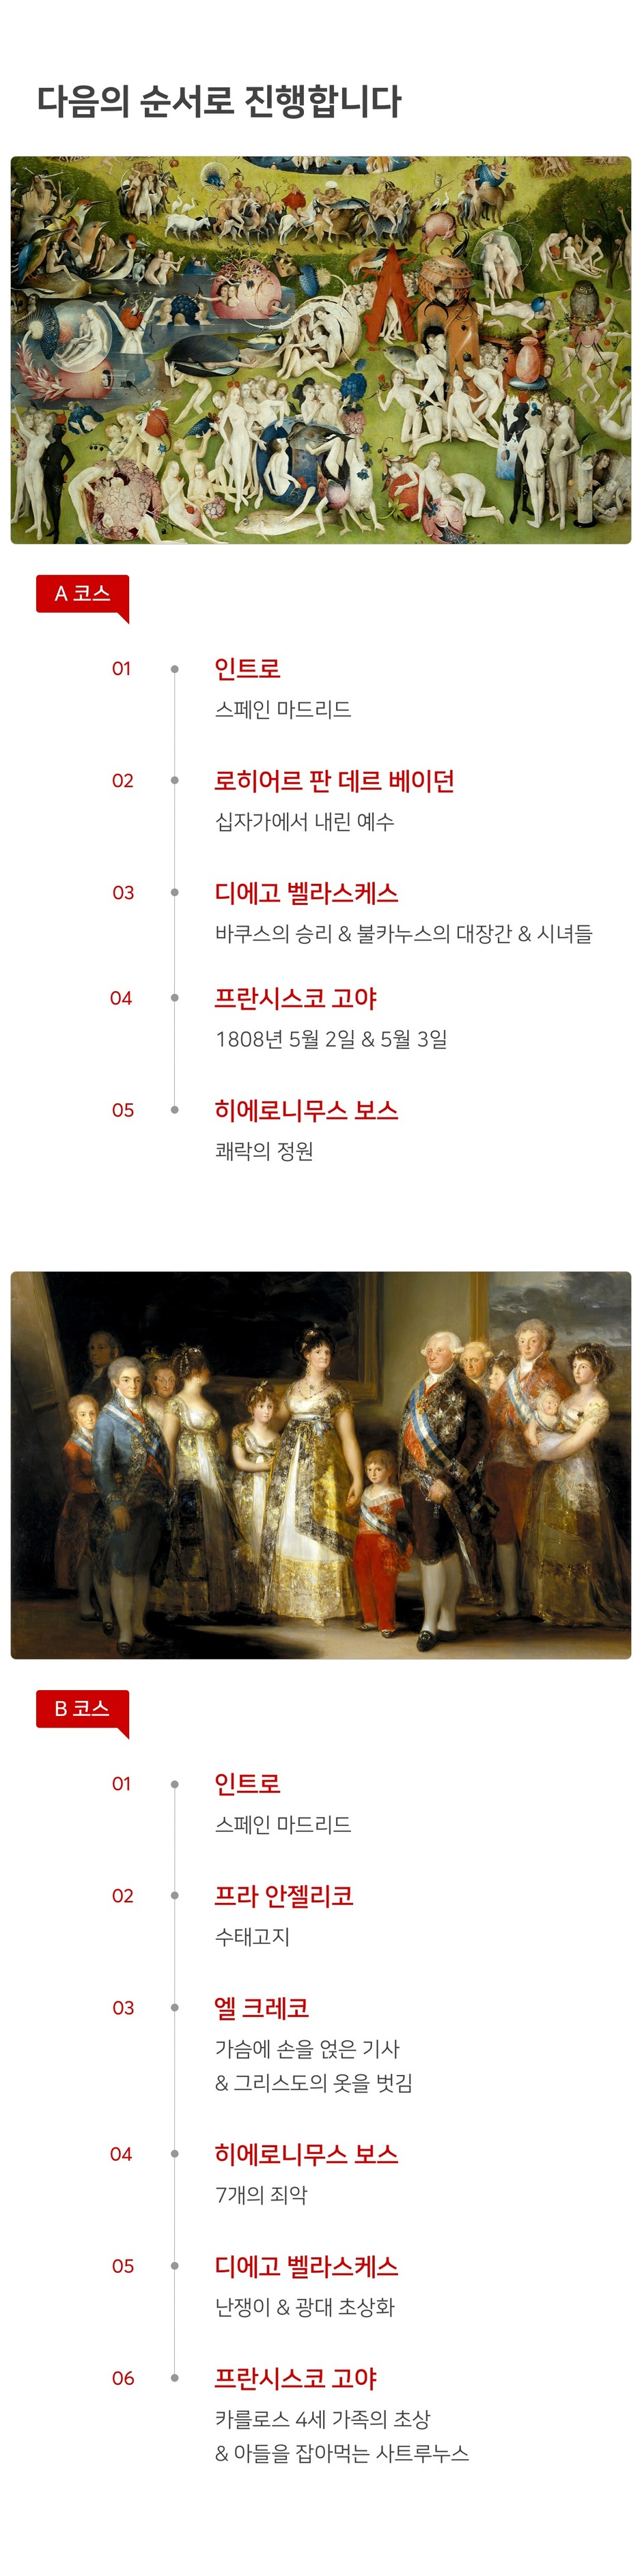 다음의 순서로 진행합니다
A 코스
01
인트로
스페인 마드리드
02
로히어르 판 데르 베이던
십자가에서 내린 예수
03
디에고 벨라스케스
바쿠스의 승리 & 불카누스의 대장간 & 시녀들
04
프란시스코 고야
1808년 5월 2일 & 5월 3일
05
히에로니무스 보스
쾌락의 정원
B 코스
01
인트로
스페인 마드리드
02
프라 안젤리코
수태고지
03
엘 크레코
가슴에 손을 얹은 기사
& 그리스도의 옷을 벗김
04
히에로니무스 보스
7개의 죄악
05
디에고 벨라스케스
난쟁이 & 광대 초상화
06
프란시스코 고야
카를로스 4세 가족의 초상
& 아들을 잡아먹는 사트루누스